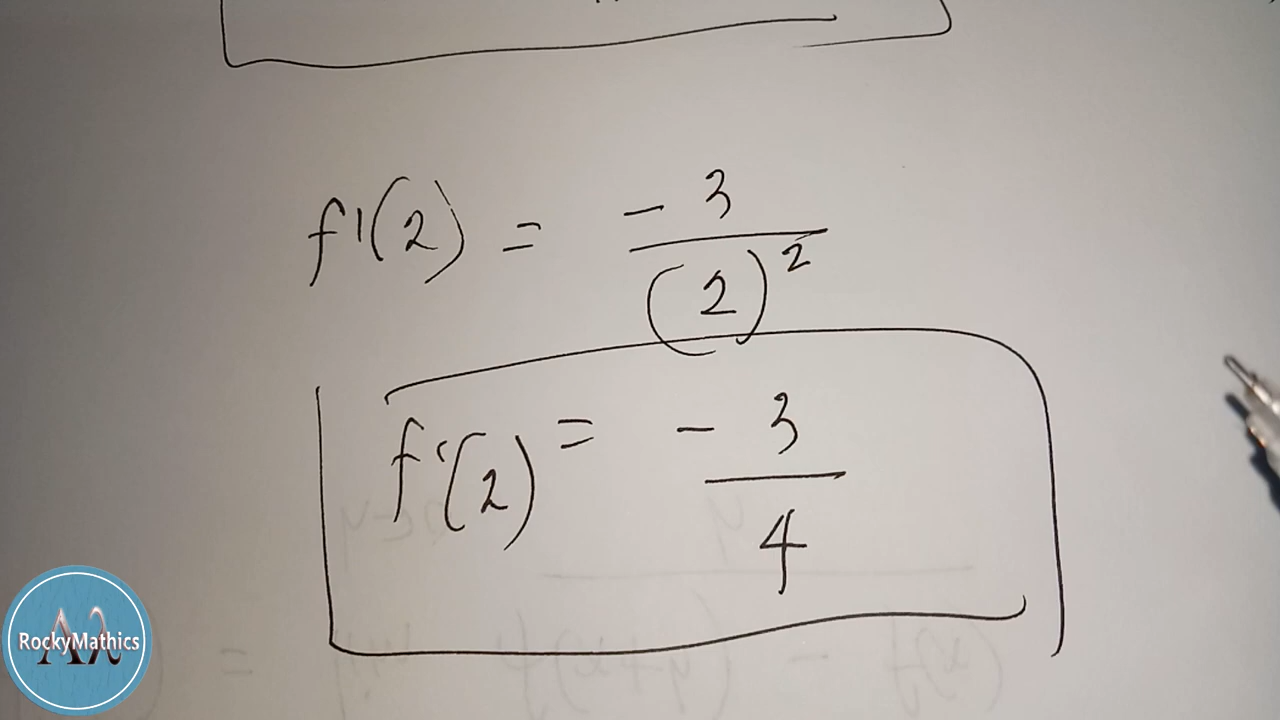 f'(2) = -3/(2)²
f'(2) = -3/4
RockyMathics